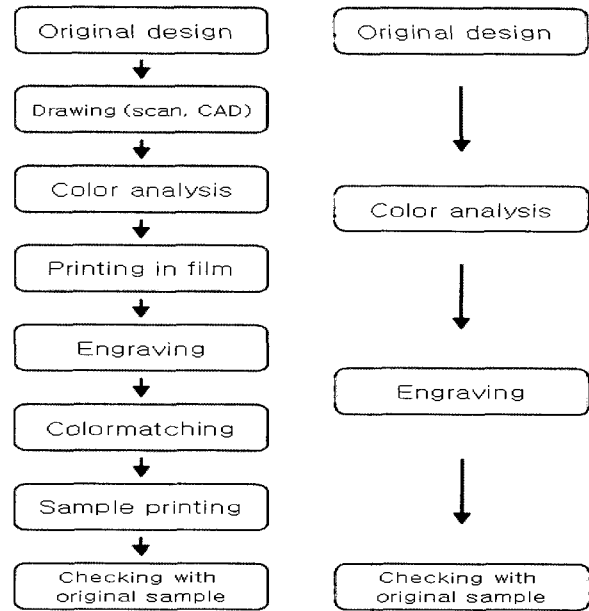 Original design
Drawing (scan, CAD)
Color analysis
Printing in film
Engraving
Colormatching
Sample printing
Checking with
original sample
Original design
Color analysis
Engraving
Checking with
original sample